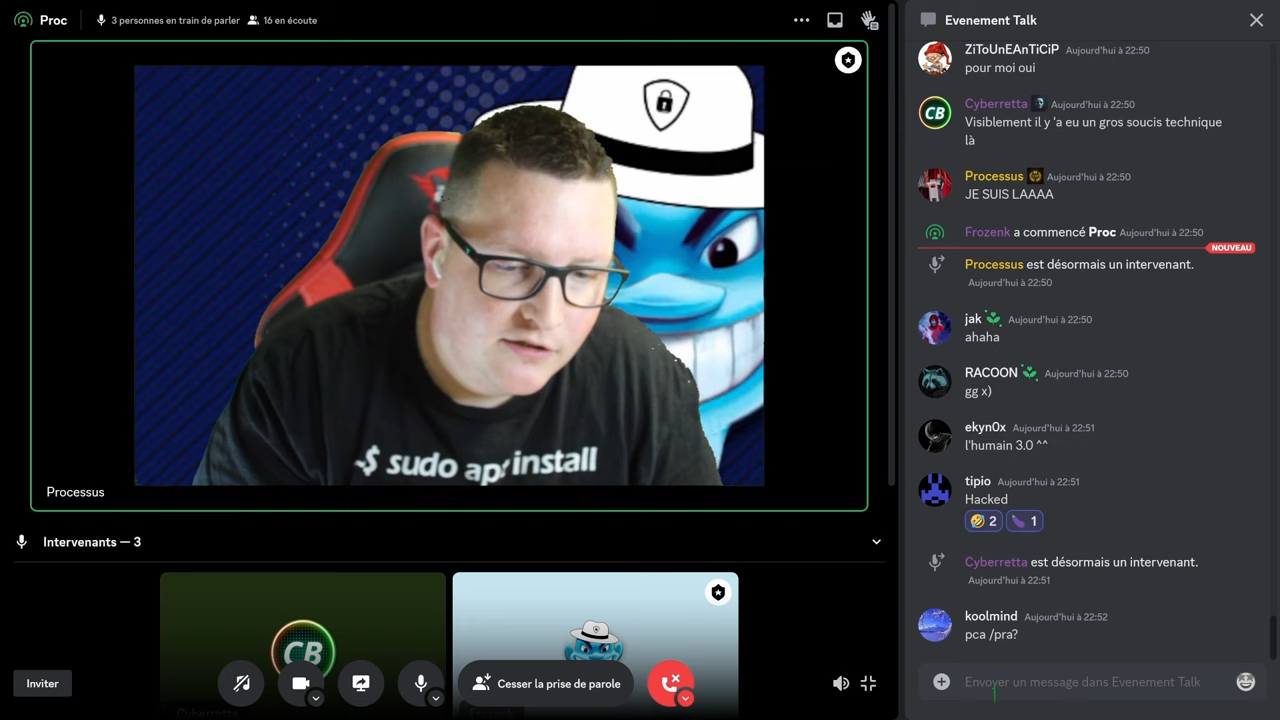 Proc
3 personnes en train de parler
16 en écoute
$ sudo apt install
Processus
Intervenants — 3
CB
Inviter
Cesser la prise de parole
Evenement Talk
ZiToUnEAnTiCiP Aujourd'hui à 22:50
pour moi oui
CB
Cyberretta Aujourd'hui à 22:50
Visiblement il y 'a eu un gros soucis technique
là
Processus Aujourd'hui à 22:50
JE SUIS LAAAA
Frozenk a commencé Proc Aujourd'hui à 22:50
NOUVEAU
Processus est désormais un intervenant.
Aujourd'hui à 22:50
jak Aujourd'hui à 22:50
ahaha
RACOON Aujourd'hui à 22:50
gg x)
ekyn0x Aujourd'hui à 22:51
l'humain 3.0 ^^
tipio Aujourd'hui à 22:51
Hacked
2 1
Cyberretta est désormais un intervenant.
Aujourd'hui à 22:51
koolmind Aujourd'hui à 22:52
pca /pra?
Envoyer un message dans Evenement Talk